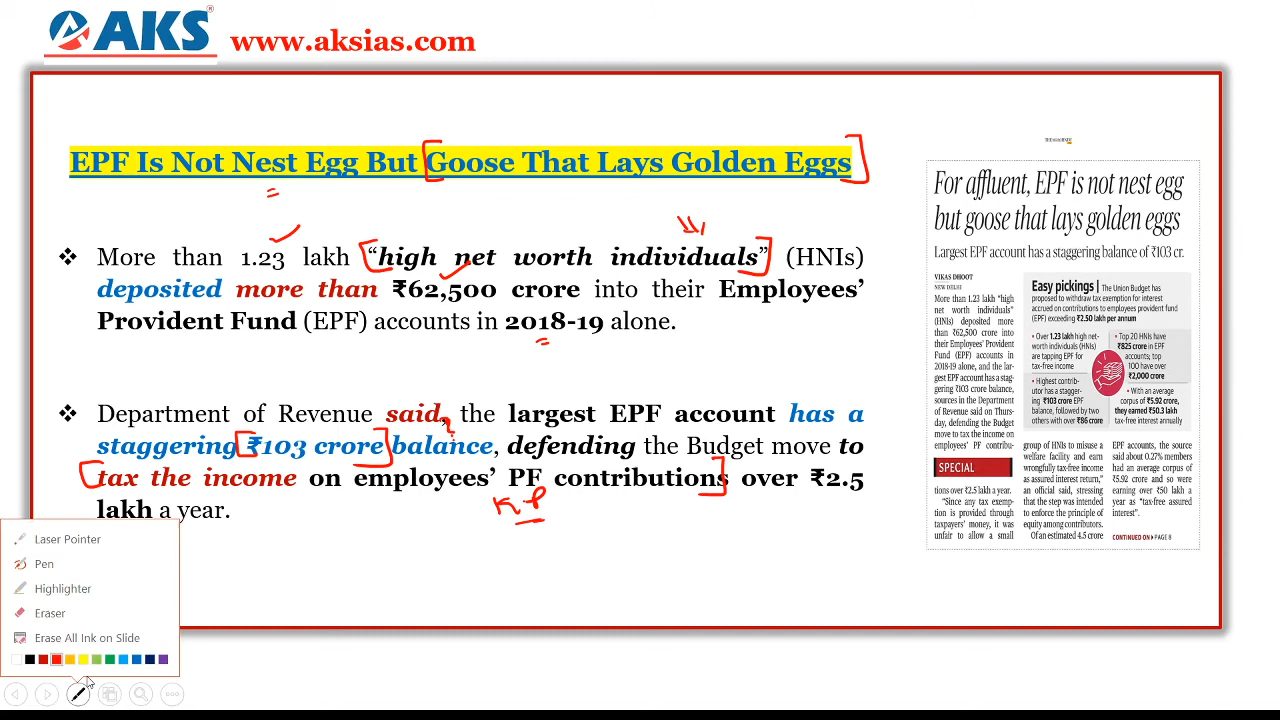 AKS
www.aksias.com
EPF Is Not Nest Egg But Goose That Lays Golden Eggs
❖ More than 1.23 lakh “high net worth individuals” (HNIs)
deposited more than ₹62,500 crore into their Employees’
Provident Fund (EPF) accounts in 2018-19 alone.
❖ Department of Revenue said, the largest EPF account has a
staggering ₹103 crore balance, defending the Budget move to
tax the income on employees’ PF contributions over ₹2.5
lakh a year.
For affluent, EPF is not nest egg
but goose that lays golden eggs
Largest EPF account has a staggering balance of ₹103 cr.
VIKAS DHOOT
NEW DELHI
More than 1.23 lakh “high
net worth individuals”
(HNIs) deposited more
than ₹62,500 crore into
their Employees’ Provident
Fund (EPF) accounts in
2018-19 alone, and the lar-
gest EPF account has a stag-
gering ₹103 crore balance,
sources in the Department
of Revenue said on Thurs-
day, defending the Budget
move to tax the income on
employees’ PF contribu-
SPECIAL
tions over ₹2.5 lakh a year.
“Since any tax exemp-
tion is provided through
taxpayers’ money, it was
unfair to allow a small
Easy pickings | The Union Budget has
proposed to withdraw tax exemption for interest
accrued on contributions to employees provident fund
(EPF) exceeding ₹2.50 lakh per annum
• Over 1.23 lakh high net-
worth individuals (HNIs)
are tapping EPF for
tax-free income
• Highest contrib-
utor has a stagger-
ing ₹103 crore EPF
balance, followed by two
others with over ₹86 crore
• Top 20 HNIs have
₹825 crore in EPF
accounts; top
100 have over
₹2,000 crore
• With an average
corpus of ₹5.92 crore,
they earned ₹50.3 lakh
tax-free interest annually
group of HNIs to misuse a
welfare facility and earn
wrongfully tax-free income
as assured interest return,”
an official said, stressing
that the step was intended
to enforce the principle of
equity among contributors.
Of an estimated 4.5 crore
EPF accounts, the source
said about 0.27% members
had an average corpus of
₹5.92 crore and so were
earning over ₹50 lakh a
year as “tax-free assured
interest”.
CONTINUED ON ▶ PAGE 8
Laser Pointer
Pen
Highlighter
Eraser
Erase All Ink on Slide